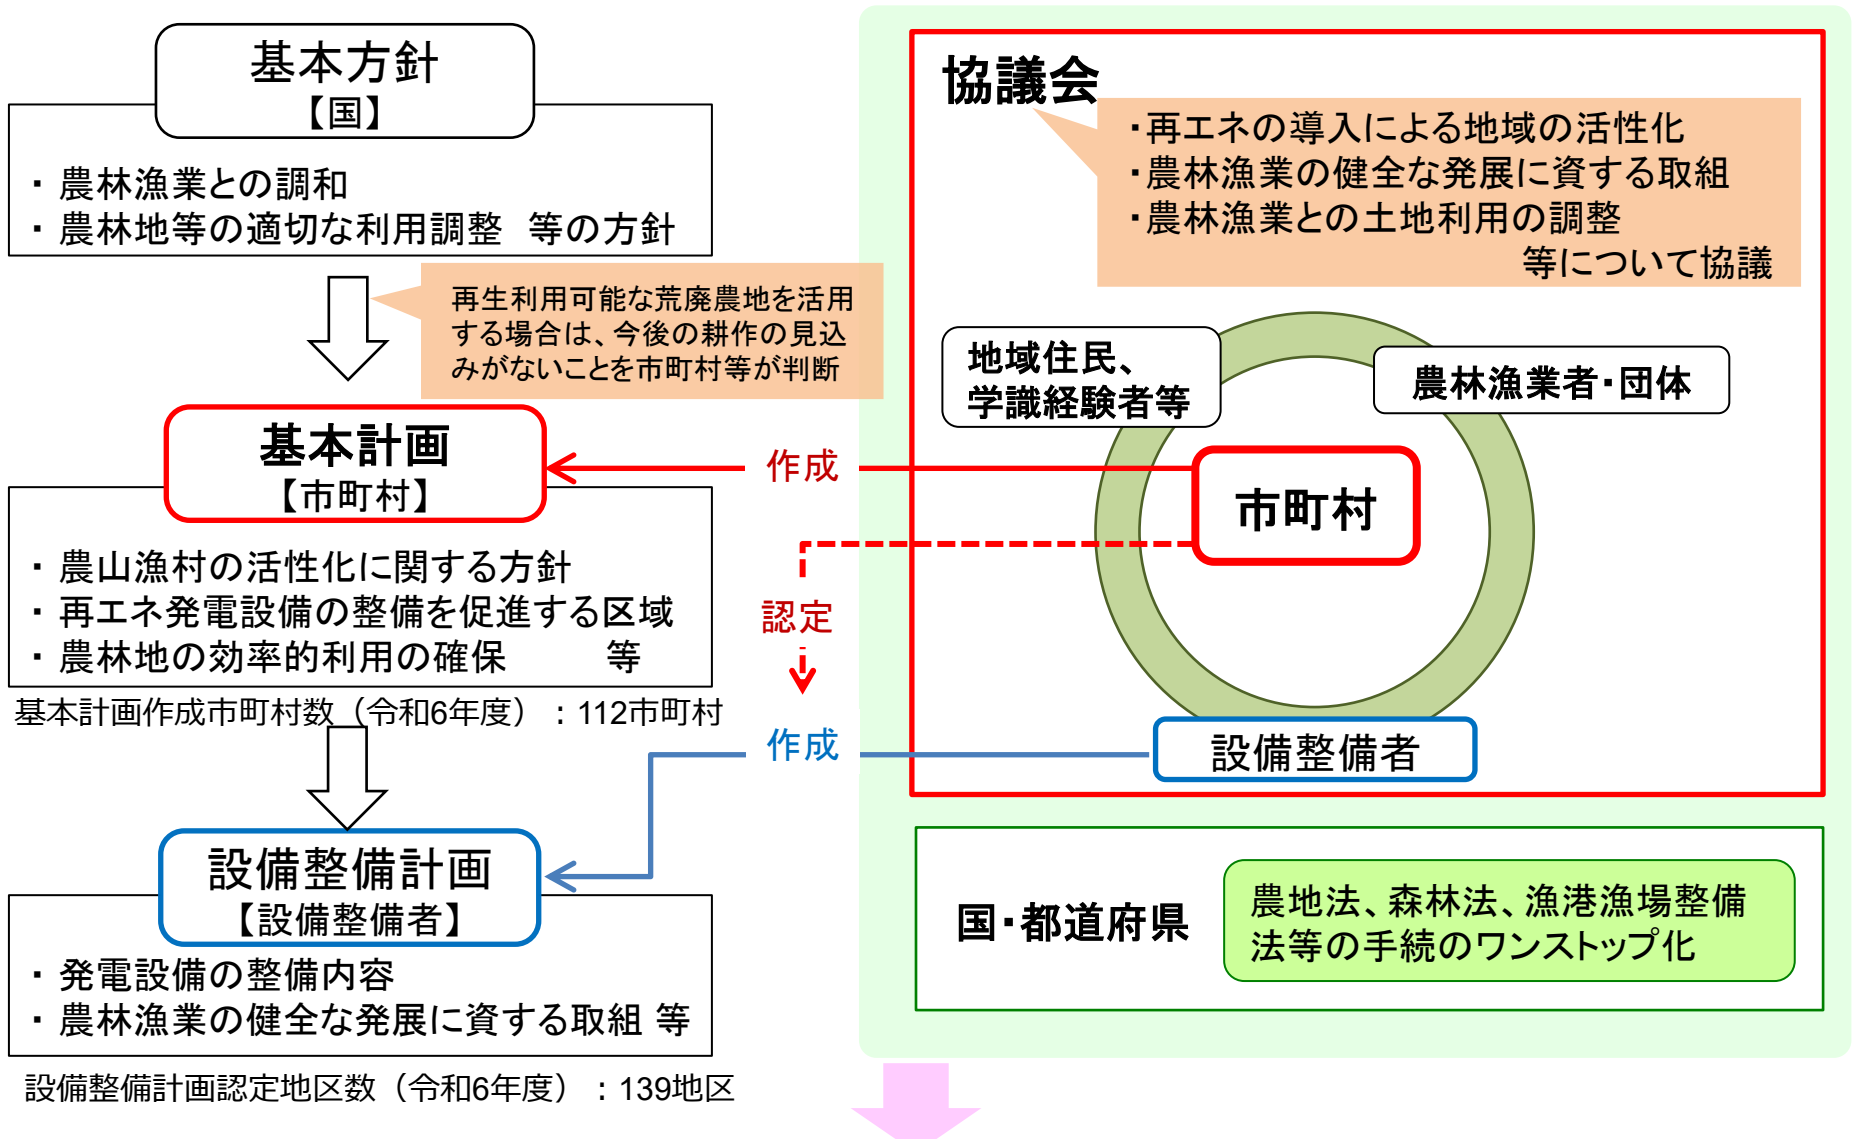 基本方針
【国】
・ 農林漁業との調和
・ 農林地等の適切な利用調整　等の方針
再生利用可能な荒廃農地を活用
する場合は、今後の耕作の見込
みがないことを市町村等が判断
基本計画
【市町村】
・ 農山漁村の活性化に関する方針
・ 再エネ発電設備の整備を促進する区域
・ 農林地の効率的利用の確保　　　等
基本計画作成市町村数（令和6年度）：112市町村
設備整備計画
【設備整備者】
・ 発電設備の整備内容
・ 農林漁業の健全な発展に資する取組 等
設備整備計画認定地区数（令和6年度）：139地区
作成
認定
作成
協議会
・再エネの導入による地域の活性化
・農林漁業の健全な発展に資する取組
・農林漁業との土地利用の調整
等について協議
地域住民、
学識経験者等
農林漁業者・団体
市町村
設備整備者
国・都道府県
農地法、森林法、漁港漁場整備
法等の手続のワンストップ化